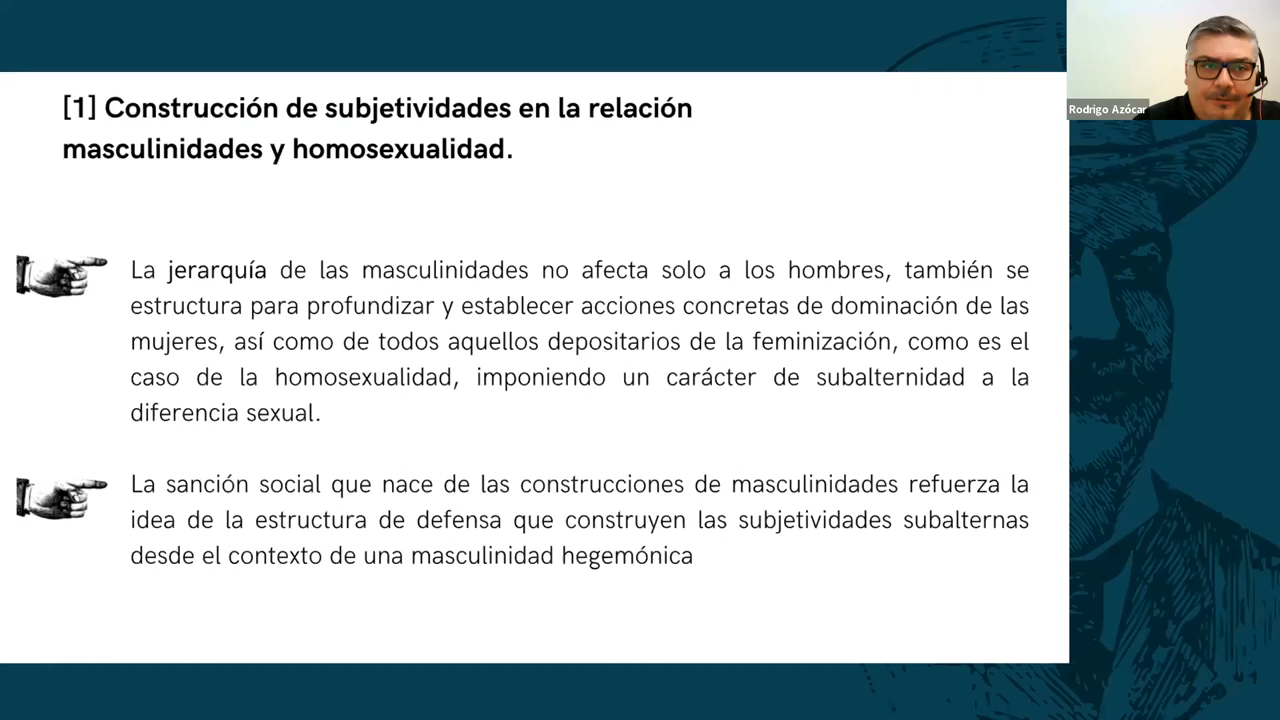 [1] Construcción de subjetividades en la relación
masculinidades y homosexualidad.
Rodrigo Azócar
La jerarquía de las masculinidades no afecta solo a los hombres, también se
estructura para profundizar y establecer acciones concretas de dominación de las
mujeres, así como de todos aquellos depositarios de la feminización, como es el
caso de la homosexualidad, imponiendo un carácter de subalternidad a la
diferencia sexual.
La sanción social que nace de las construcciones de masculinidades refuerza la
idea de la estructura de defensa que construyen las subjetividades subalternas
desde el contexto de una masculinidad hegemónica